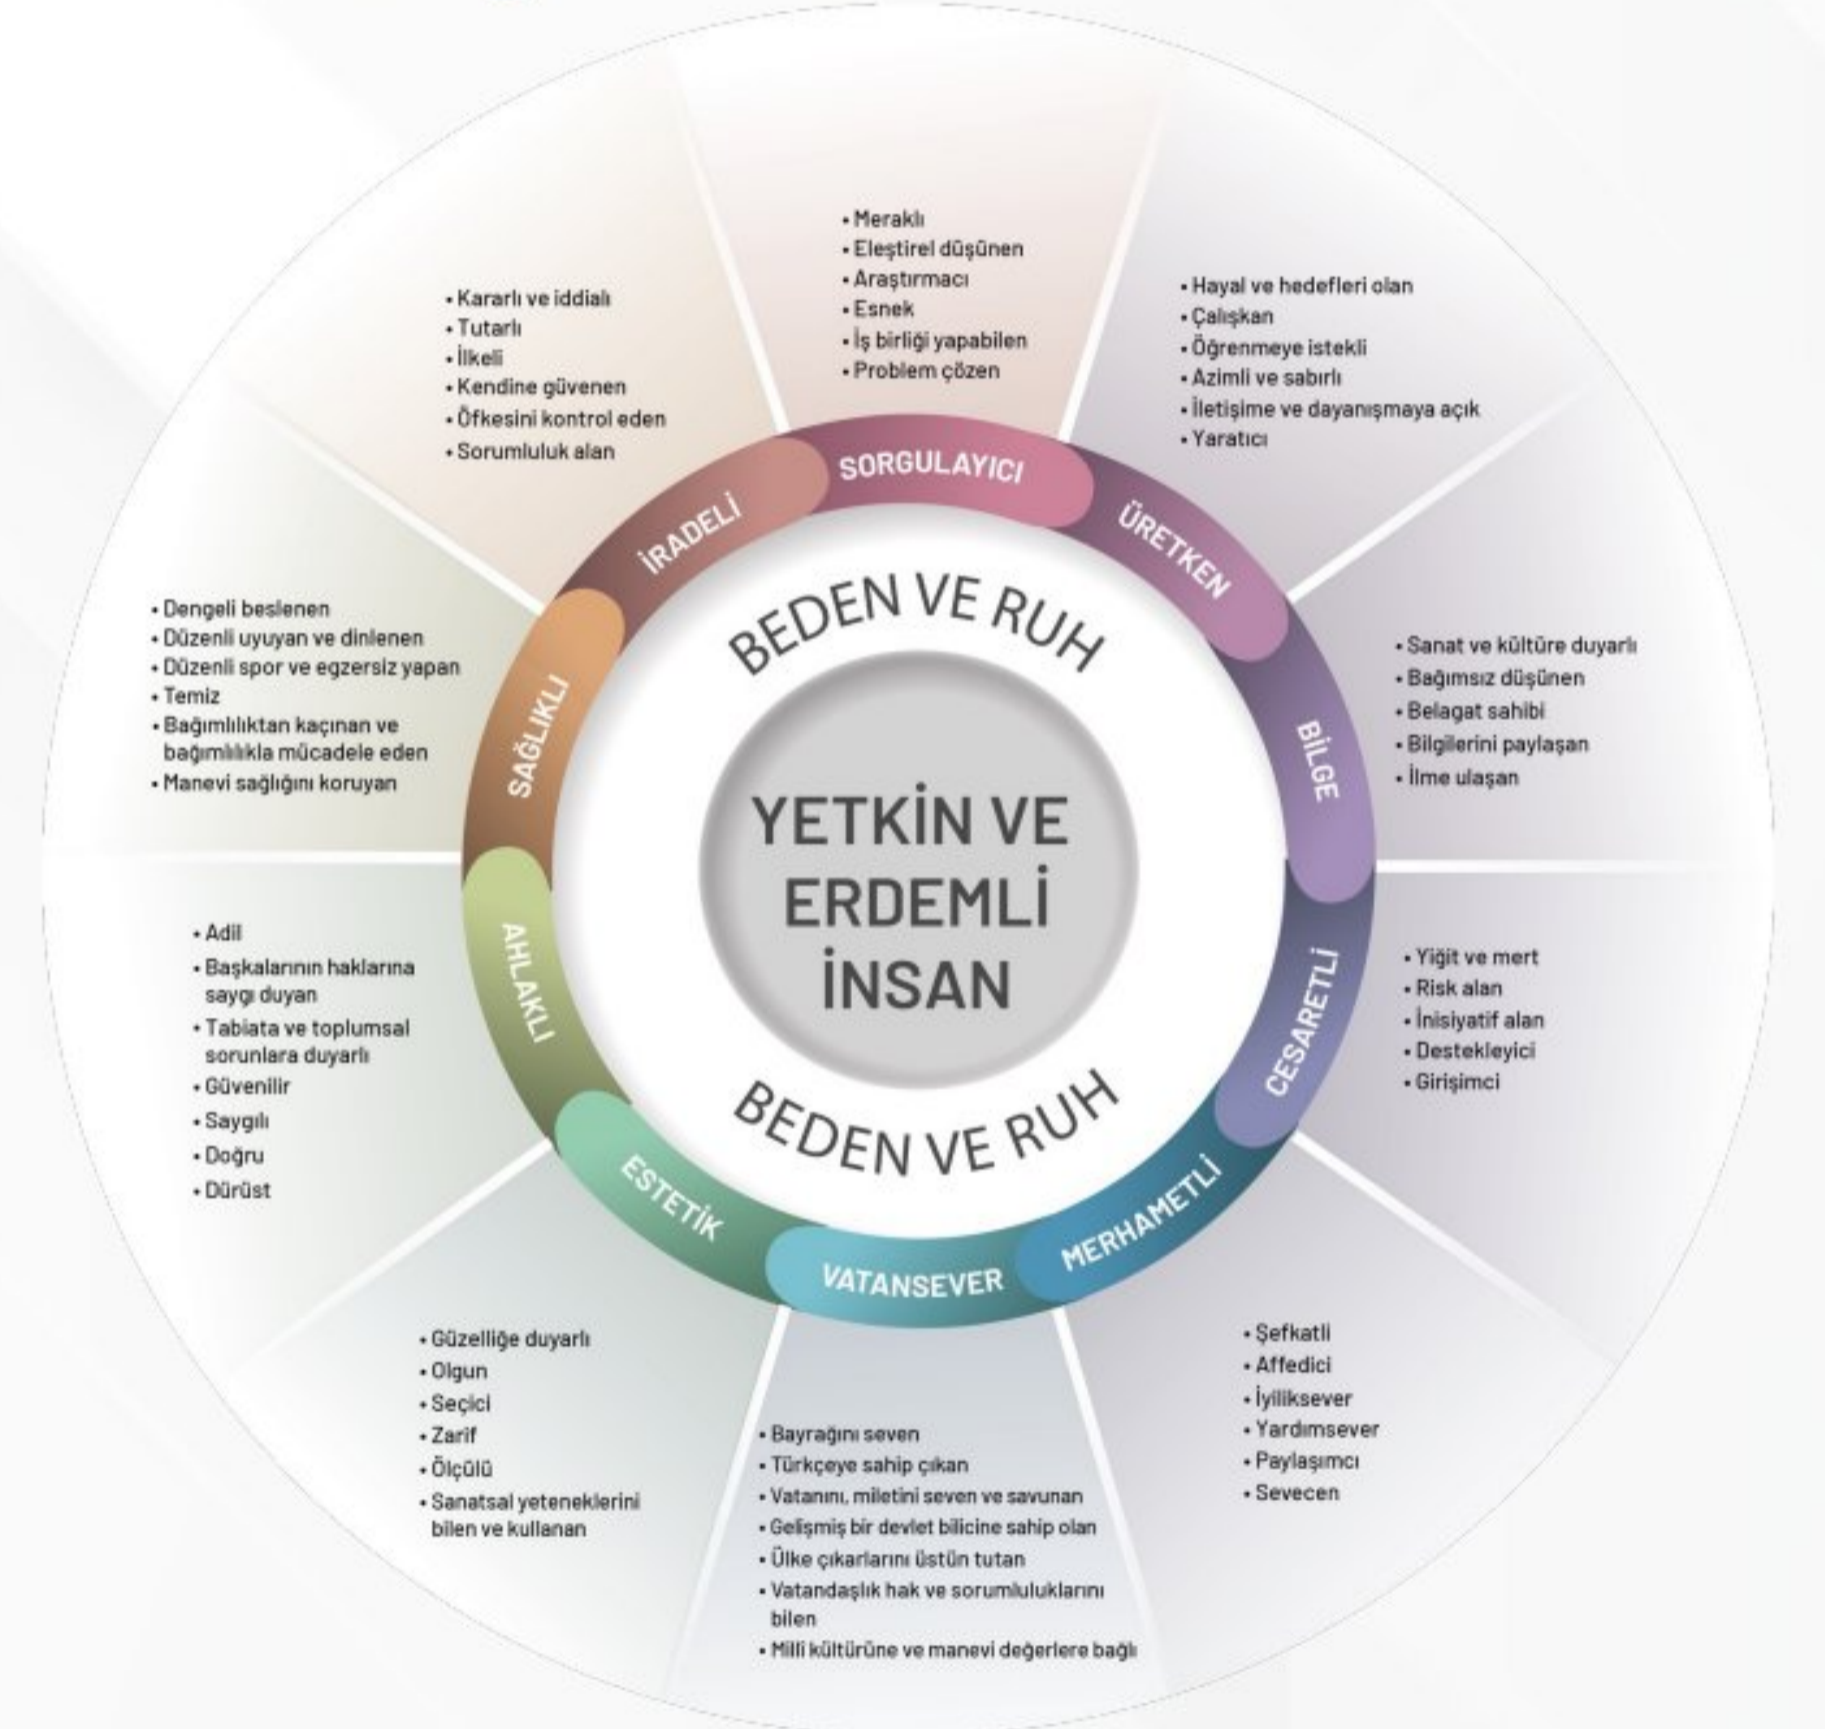 • Meraklı
• Eleştirel düşünen
• Araştırmacı
• Esnek
• İş birliği yapabilen
• Problem çözen
SORGULAYICI
• Hayal ve hedefleri olan
• Çalışkan
• Öğrenmeye istekli
• Azimli ve sabırlı
• İletişime ve dayanışmaya açık
• Yaratıcı
ÜRETKEN
• Sanat ve kültüre duyarlı
• Bağımsız düşünen
• Belagat sahibi
• Bilgilerini paylaşan
• İlme ulaşan
BİLGE
• Yiğit ve mert
• Risk alan
• İnisiyatif alan
• Destekleyici
• Girişimci
CESARETLİ
• Şefkatli
• Affedici
• İyiliksever
• Yardımsever
• Paylaşımcı
• Sevecen
MERHAMETLİ
• Bayrağını seven
• Türkçeye sahip çıkan
• Vatanını, miletini seven ve savunan
• Gelişmiş bir devlet bilicine sahip olan
• Ülke çıkarlarını üstün tutan
• Vatandaşlık hak ve sorumluluklarını
bilen
• Millî kültürüne ve manevi değerlere bağlı
VATANSEVER
• Güzelliğe duyarlı
• Olgun
• Seçici
• Zarif
• Ölçülü
• Sanatsal yeteneklerini
bilen ve kullanan
ESTETİK
• Adil
• Başkalarının haklarına
saygı duyan
• Tabiata ve toplumsal
sorunlara duyarlı
• Güvenilir
• Saygılı
• Doğru
• Dürüst
AHLAKLI
• Dengeli beslenen
• Düzenli uyuyan ve dinlenen
• Düzenli spor ve egzersiz yapan
• Temiz
• Bağımlılıktan kaçınan ve
bağımlılıkla mücadele eden
• Manevi sağlığını koruyan
SAĞLIKLI
• Kararlı ve iddialı
• Tutarlı
• İlkeli
• Kendine güvenen
• Öfkesini kontrol eden
• Sorumluluk alan
İRADELİ
BEDEN VE RUH
YETKİN VE
ERDEMLİ
İNSAN
BEDEN VE RUH